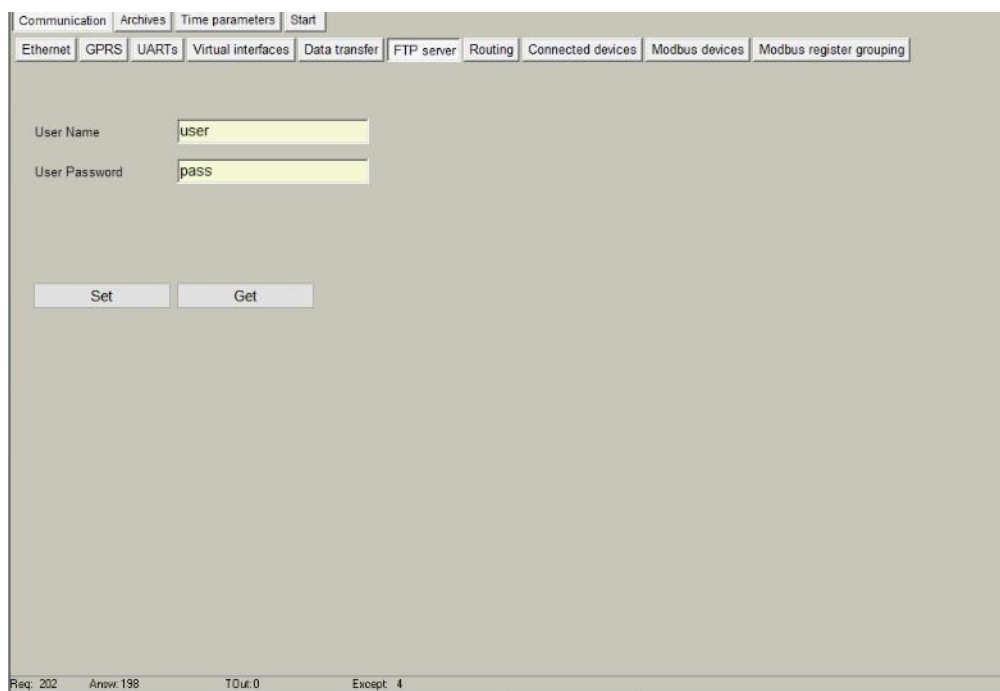 Communication Archives Time parameters Start
Ethernet GPRS UARTs Virtual interfaces Data transfer FTP server Routing Connected devices Modbus devices Modbus register grouping
User Name user
User Password pass
Set Get
Req: 202 Answ: 198 TOut: 0 Except: 4